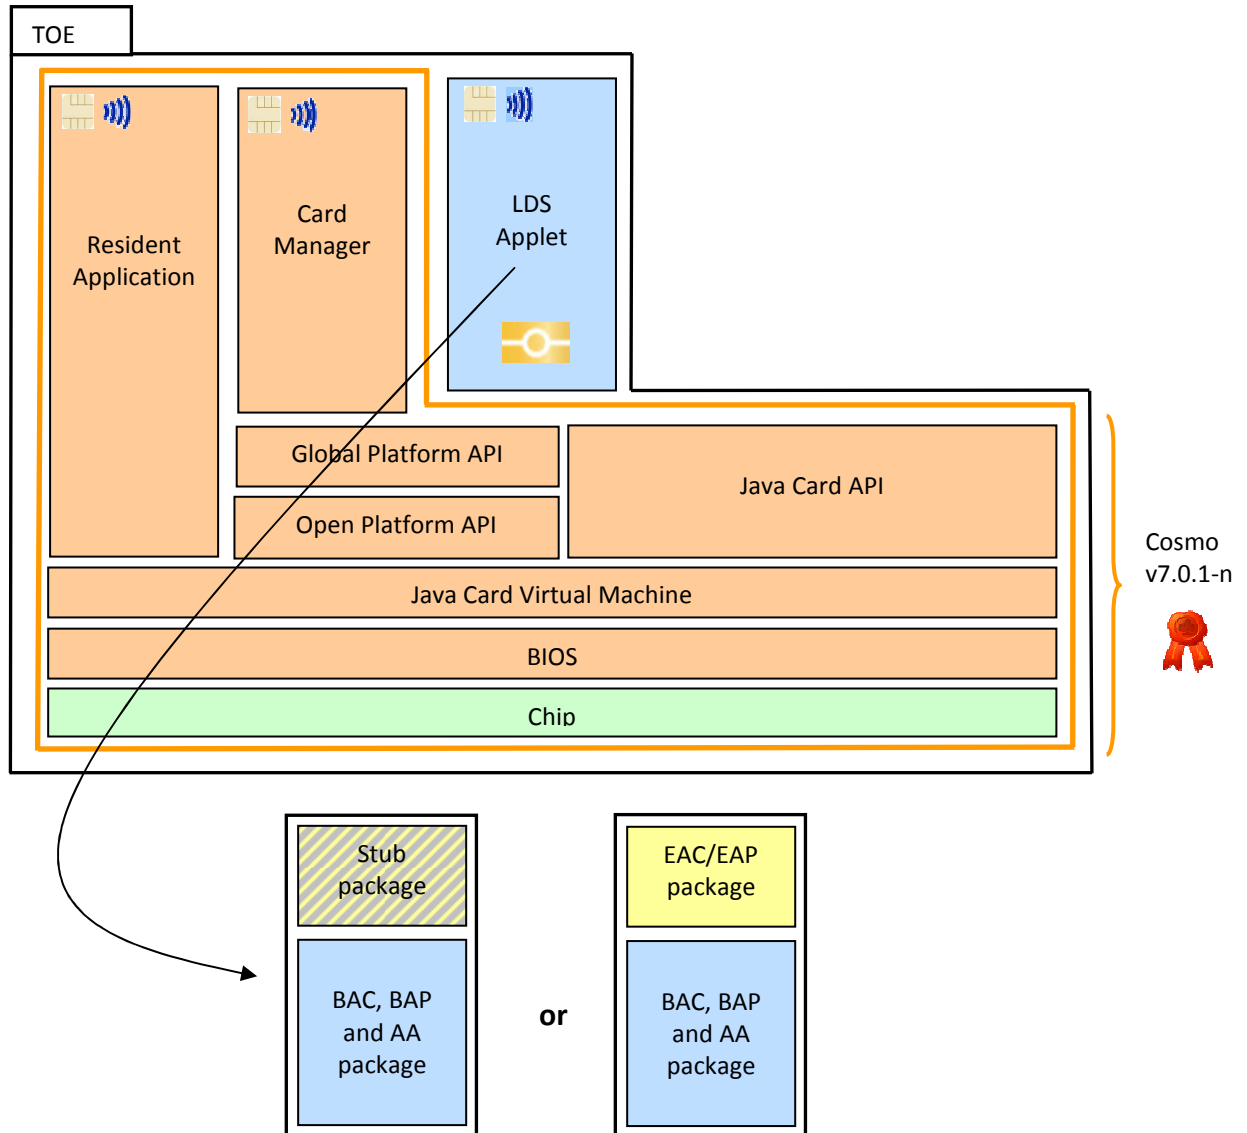 TOE
Resident
Application
Card
Manager
LDS
Applet
Global Platform API
Open Platform API
Java Card API
Java Card Virtual Machine
BIOS
Chip
Cosmo
v7.0.1-n
Stub
package
BAC, BAP
and AA
package
or
EAC/EAP
package
BAC, BAP
and AA
package